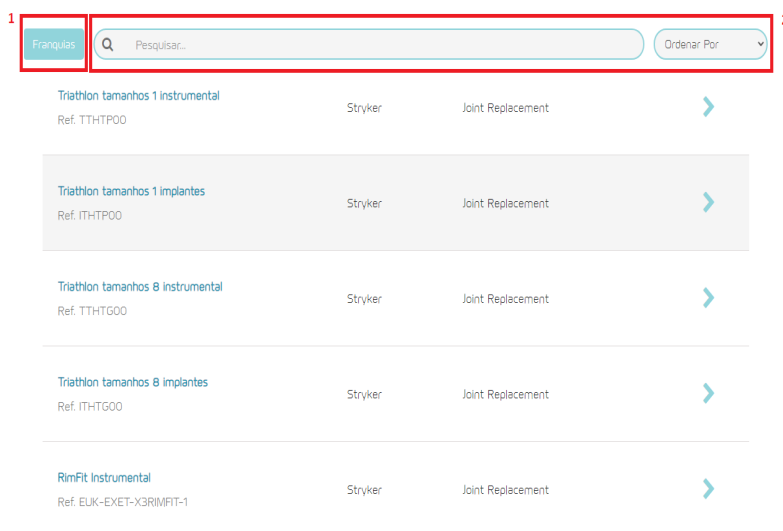 1
Franquias
Pesquisar...
Ordenar Por
Triathlon tamanhos 1 instrumental
Ref. TTHTP00
Stryker
Joint Replacement
Triathlon tamanhos 1 implantes
Ref. ITHTP00
Stryker
Joint Replacement
Triathlon tamanhos 8 instrumental
Ref. TTHTG00
Stryker
Joint Replacement
Triathlon tamanhos 8 implantes
Ref. ITHTG00
Stryker
Joint Replacement
RimFit Instrumental
Ref. EUK-EXET-X3RIMFIT-1
Stryker
Joint Replacement